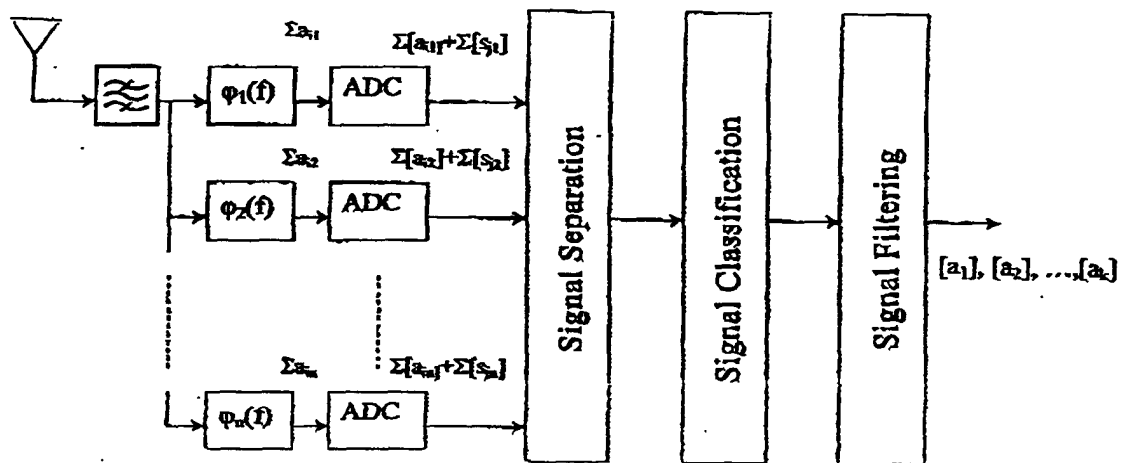 Σa_i1 Σ[a_i1]+Σ[s_j1]
φ₁(f) ADC
Σa_i2 Σ[a_i2]+Σ[s_j2]
φ₂(f) ADC
Σa_in Σ[a_in]+Σ[s_jn]
φₙ(f) ADC
Signal Separation
Signal Classification
Signal Filtering
[a₁], [a₂], ...,[aₖ]